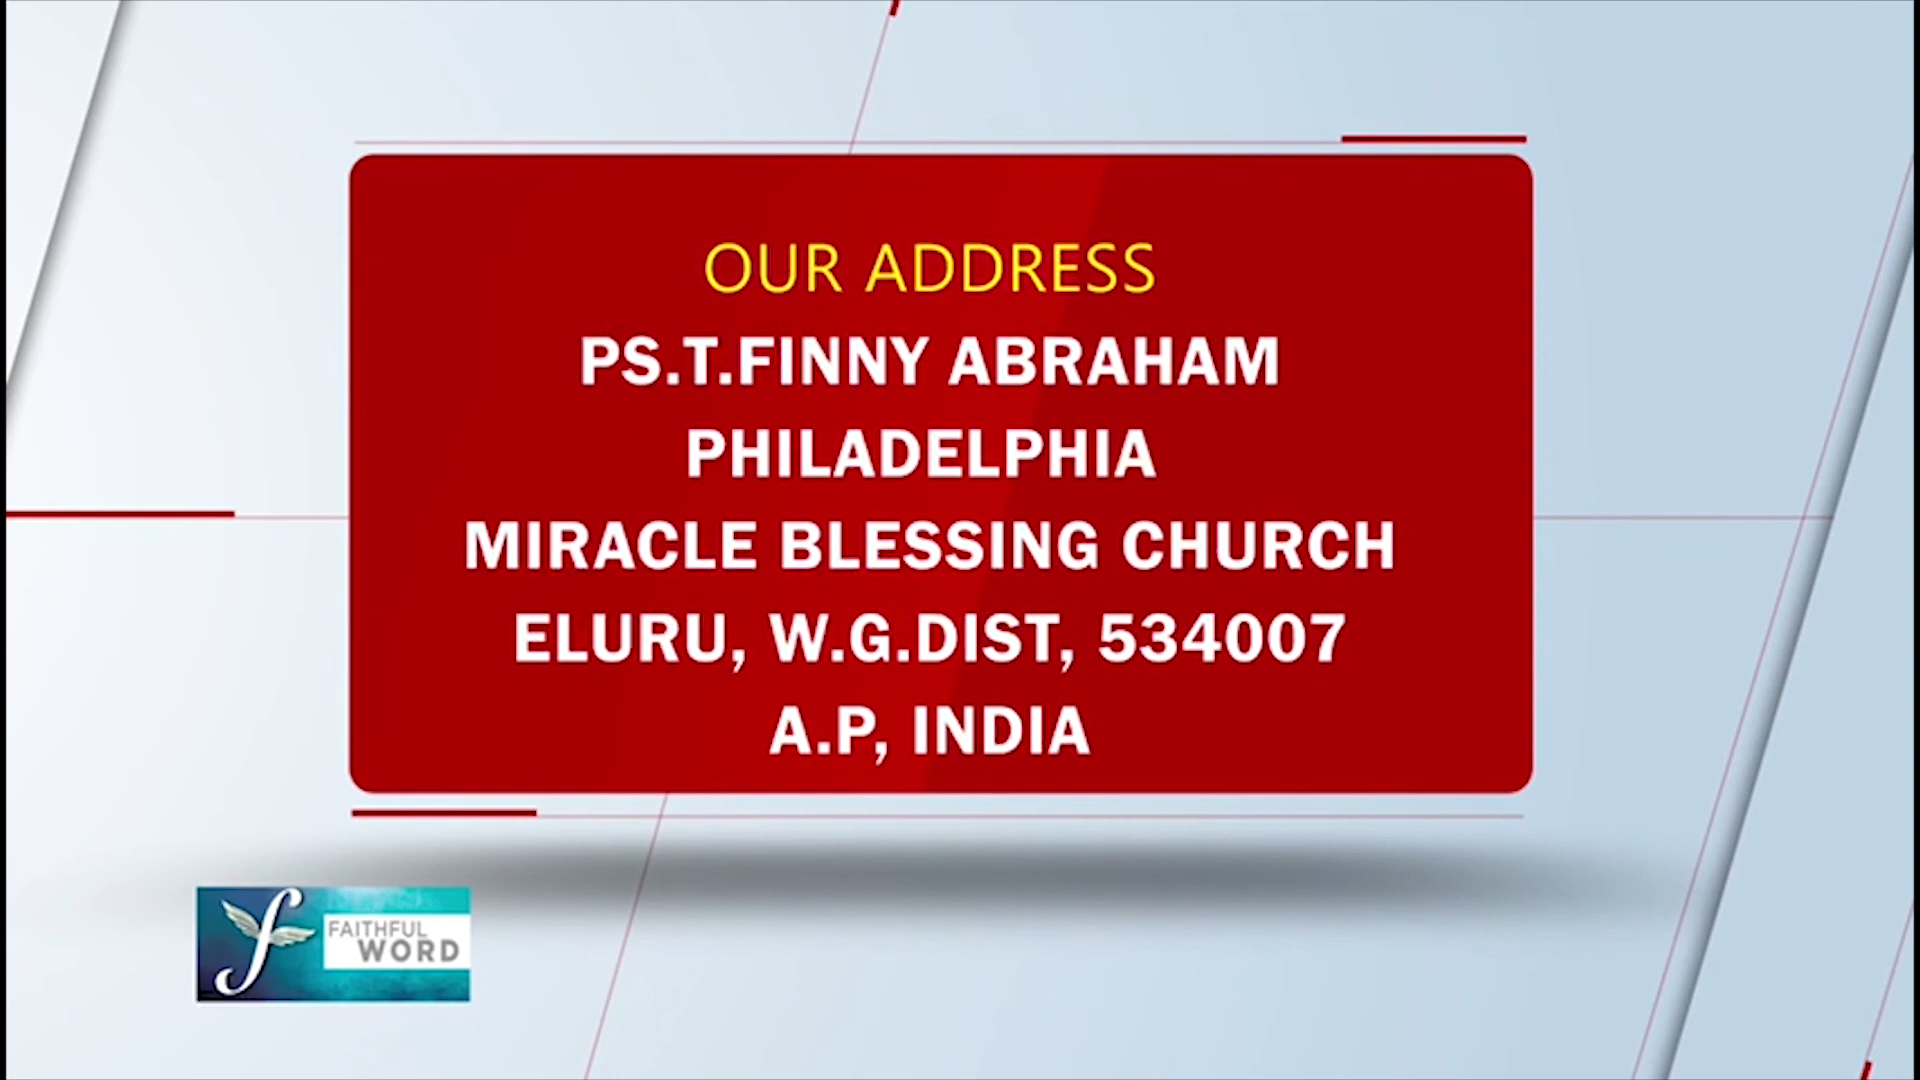 OUR ADDRESS
PS.T.FINNY ABRAHAM
PHILADELPHIA
MIRACLE BLESSING CHURCH
ELURU, W.G.DIST, 534007
A.P, INDIA
FAITHFUL
WORD